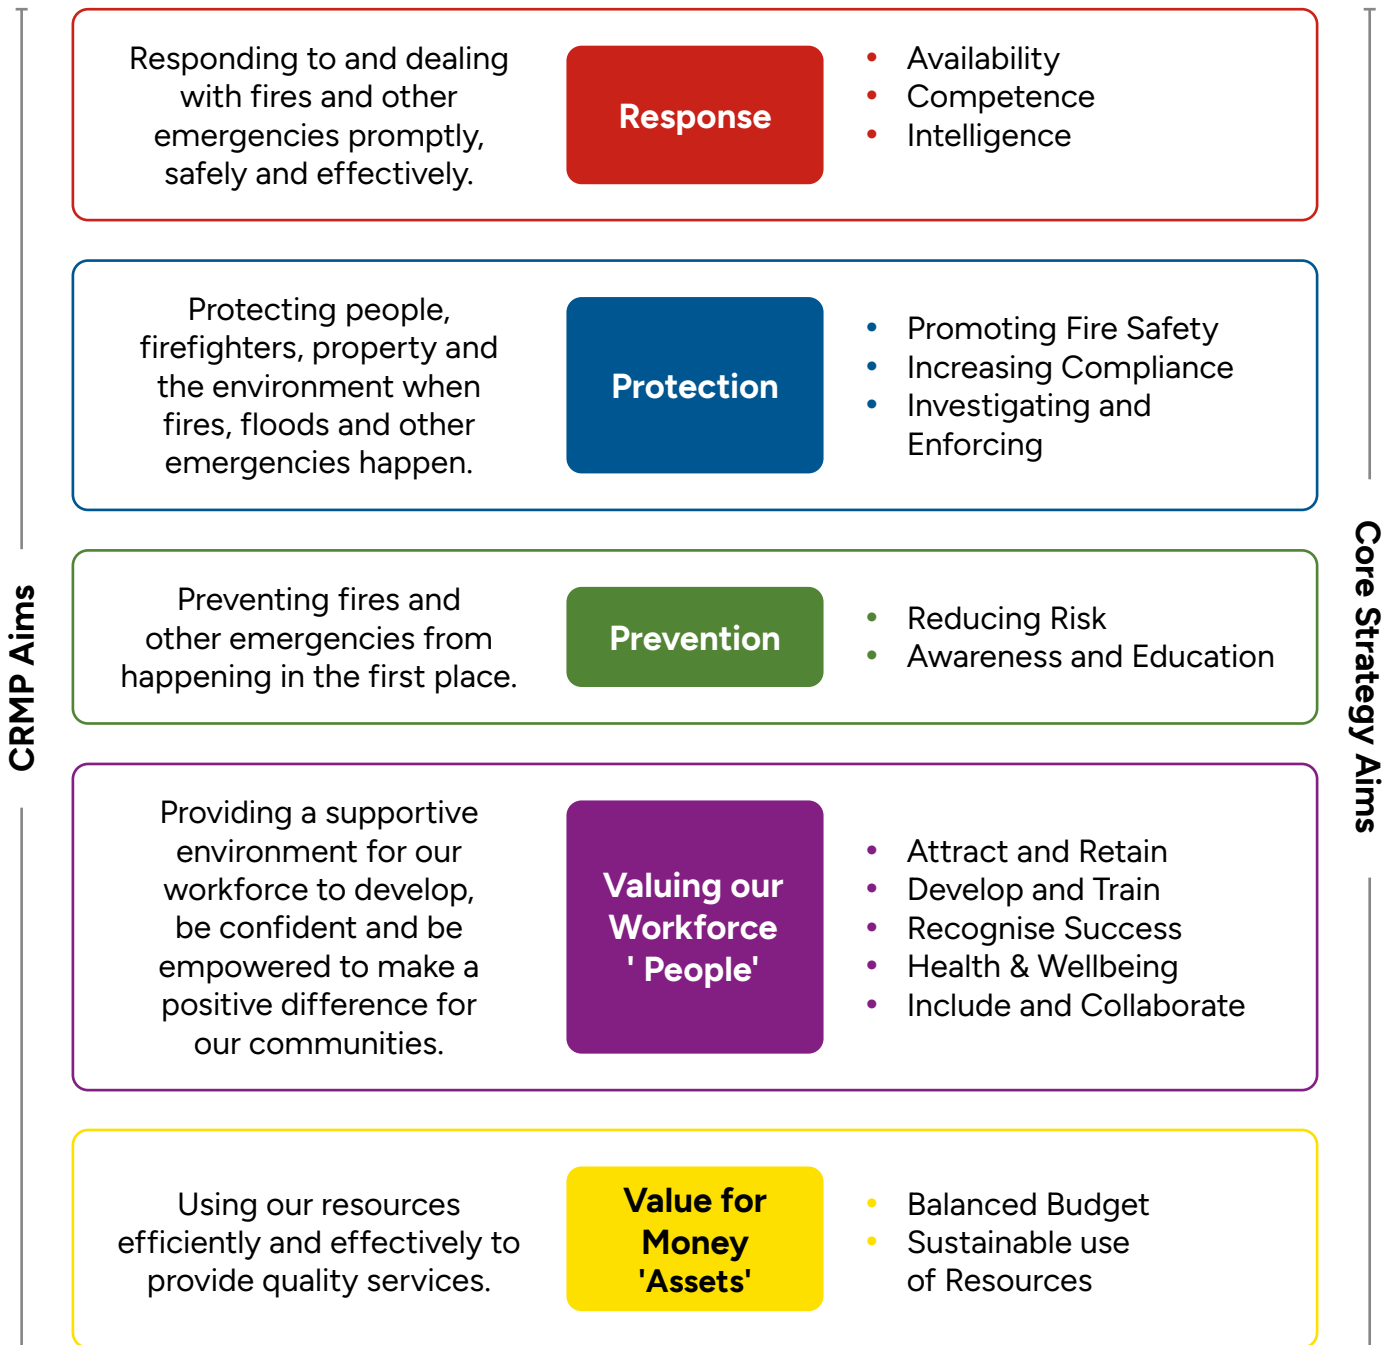 CRMP Aims
Responding to and dealing
with fires and other
emergencies promptly,
safely and effectively.
Response
• Availability
• Competence
• Intelligence
Protecting people,
firefighters, property and
the environment when
fires, floods and other
emergencies happen.
Protection
• Promoting Fire Safety
• Increasing Compliance
• Investigating and
Enforcing
Preventing fires and
other emergencies from
happening in the first place.
Prevention
• Reducing Risk
• Awareness and Education
Providing a supportive
environment for our
workforce to develop,
be confident and be
empowered to make a
positive difference for
our communities.
Valuing our
Workforce
' People'
• Attract and Retain
• Develop and Train
• Recognise Success
• Health & Wellbeing
• Include and Collaborate
Using our resources
efficiently and effectively to
provide quality services.
Value for
Money
'Assets'
• Balanced Budget
• Sustainable use
of Resources
Core Strategy Aims